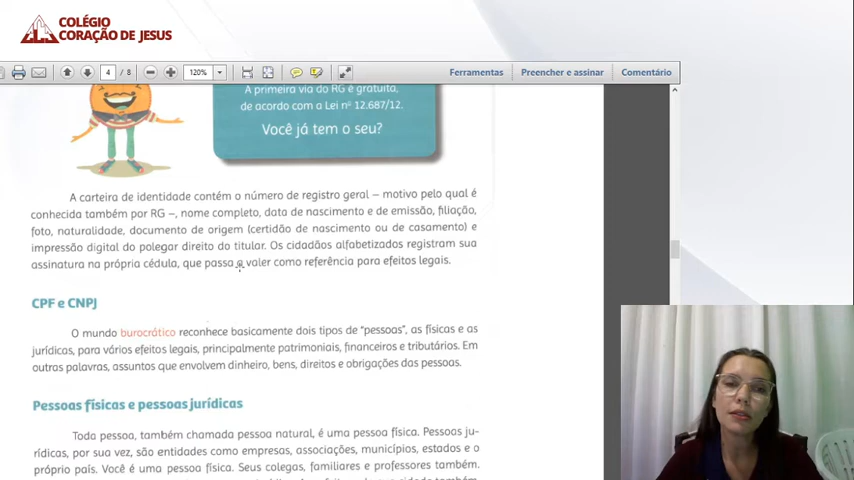 COLÉGIO
CORAÇÃO DE JESUS
4 / 8
120%
Ferramentas
Preencher e assinar
Comentário
A primeira via do RG é gratuita,
de acordo com a Lei nº 12.687/12.
Você já tem o seu?
A carteira de identidade contém o número de registro geral – motivo pelo qual é
conhecida também por RG –, nome completo, data de nascimento e de emissão, filiação,
foto, naturalidade, documento de origem (certidão de nascimento ou de casamento) e
impressão digital do polegar direito do titular. Os cidadãos alfabetizados registram sua
assinatura na própria cédula, que passa a valer como referência para efeitos legais.
CPF e CNPJ
O mundo burocrático reconhece basicamente dois tipos de "pessoas", as físicas e as
jurídicas, para vários efeitos legais, principalmente patrimoniais, financeiros e tributários. Em
outras palavras, assuntos que envolvem dinheiro, bens, direitos e obrigações das pessoas.
Pessoas físicas e pessoas jurídicas
Toda pessoa, também chamada pessoa natural, é uma pessoa física. Pessoas ju-
rídicas, por sua vez, são entidades como empresas, associações, municípios, estados e o
próprio país. Você é uma pessoa física. Seus colegas, familiares e professores também.